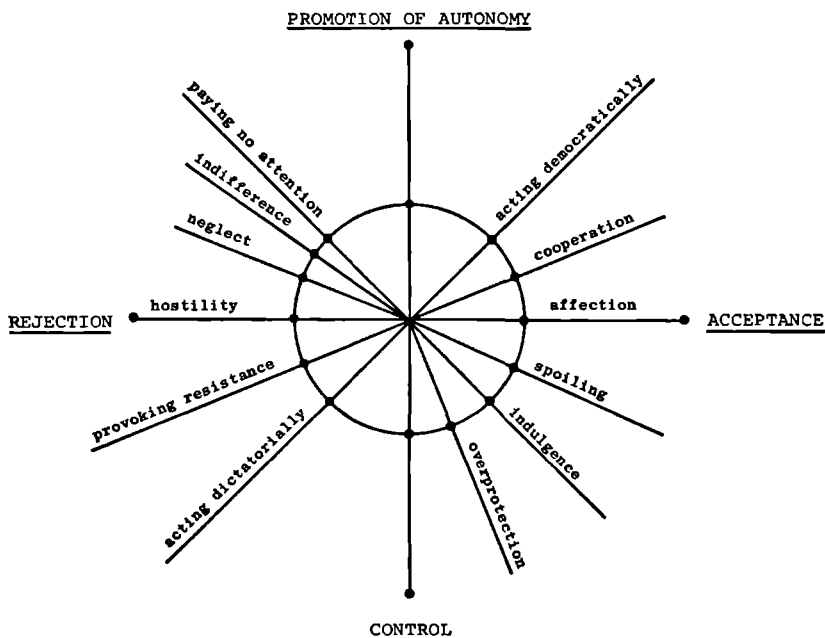 PROMOTION OF AUTONOMY
paying no attention
acting democratically
indifference
cooperation
neglect
hostility
affection
REJECTION
ACCEPTANCE
provoking resistance
spoiling
acting dictatorially
indulgence
overprotection
CONTROL